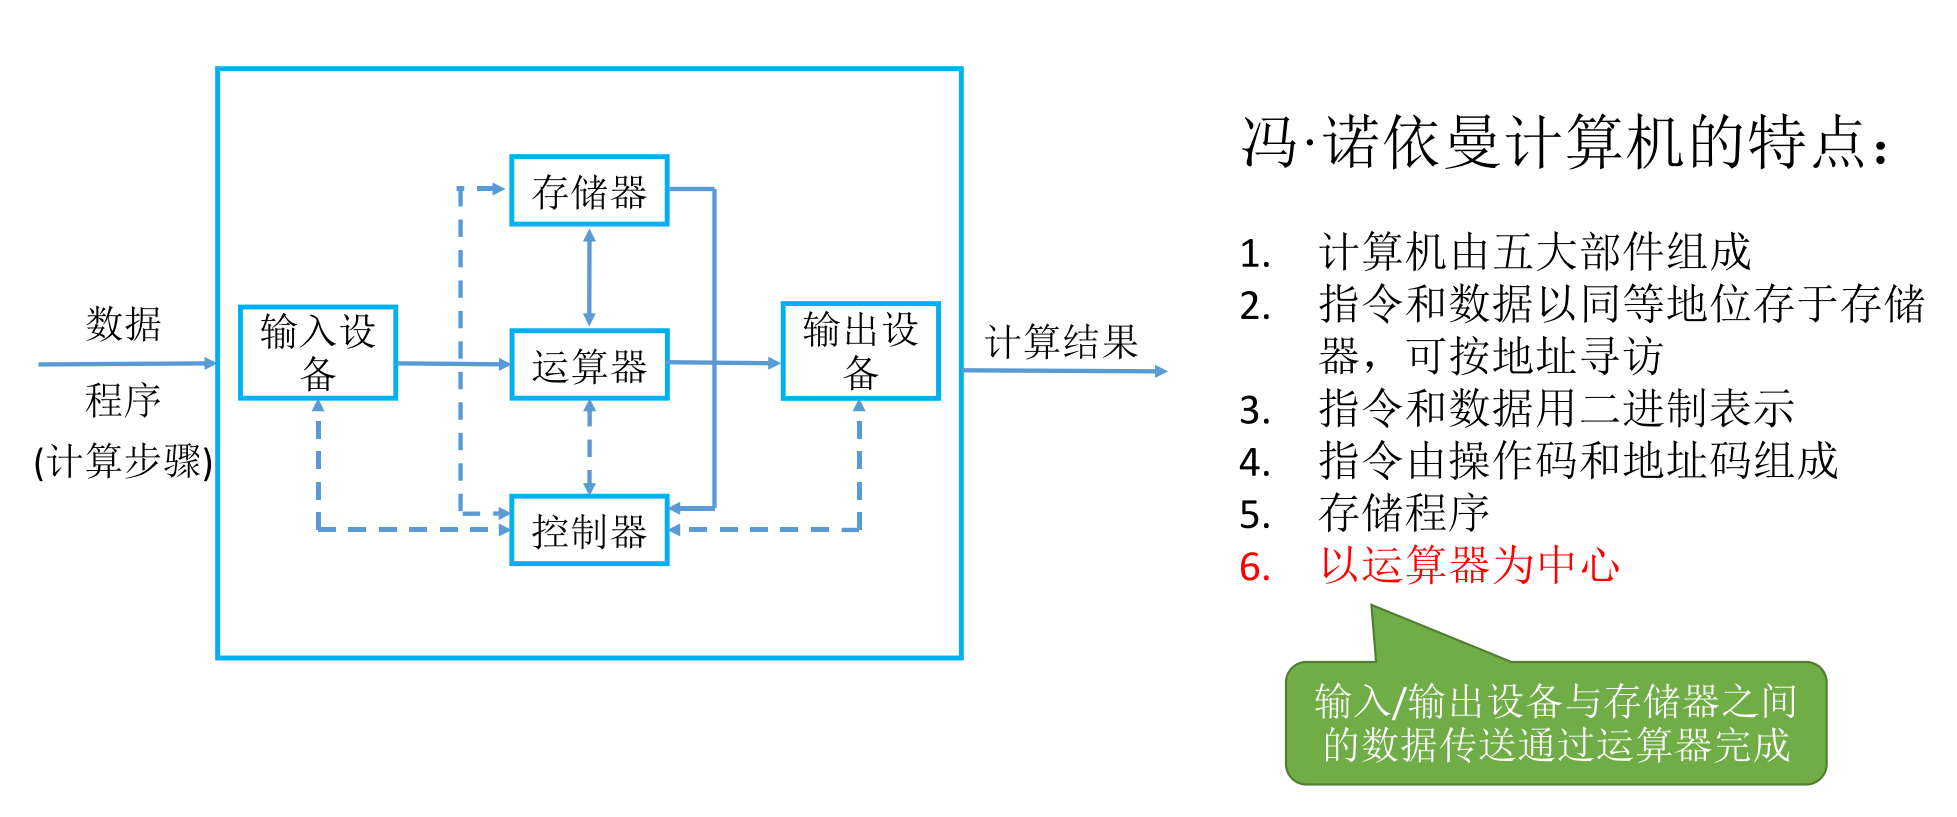 数据
程序
(计算步骤)
存储器
输入设
备
运算器
输出设
备
控制器
计算结果
冯·诺依曼计算机的特点：
1. 计算机由五大部件组成
2. 指令和数据以同等地位存于存储
器，可按地址寻访
3. 指令和数据用二进制表示
4. 指令由操作码和地址码组成
5. 存储程序
6. 以运算器为中心
输入/输出设备与存储器之间
的数据传送通过运算器完成